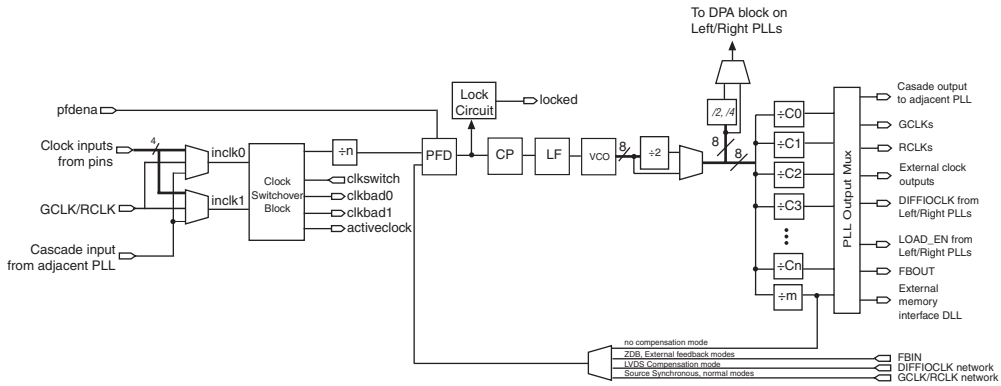 To DPA block on
Left/Right PLLs
pfdena
Lock
Circuit
locked
/2, /4
Casade output
to adjacent PLL
GCLKs
RCLKs
External clock
outputs
DIFFIOCLK from
Left/Right PLLs
LOAD_EN from
Left/Right PLLs
FBOUT
External
memory
interface DLL
Clock inputs
from pins
4
inclk0
inclk1
GCLK/RCLK
Cascade input
from adjacent PLL
Clock
Switchover
Block
÷n
clkswitch
clkbad0
clkbad1
activeclock
PFD
CP
LF
VCO
8
÷2
8
8
÷C0
÷C1
÷C2
÷C3
÷Cn
÷m
PLL Output Mux
no compensation mode
ZDB, External feedback modes
LVDS Compensation mode
Source Synchronous, normal modes
FBIN
DIFFIOCLK network
GCLK/RCLK network